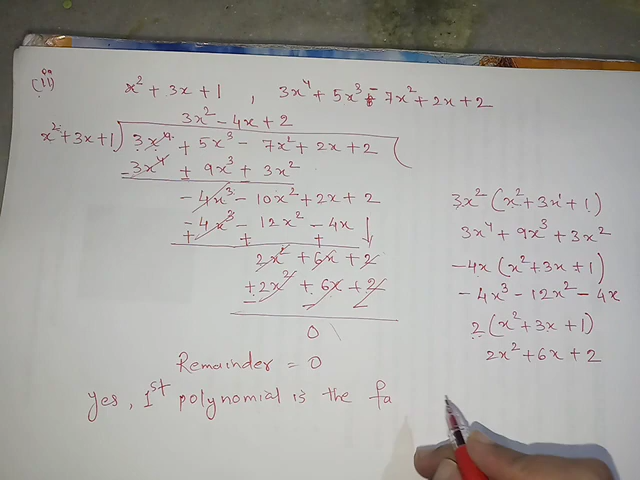 (ii) x² + 3x + 1 , 3x⁴ + 5x³ - 7x² + 2x + 2
3x² - 4x + 2
x² + 3x + 1 ) 3x⁴ + 5x³ - 7x² + 2x + 2 (
- 3x⁴ ± 9x³ + 3x²
- 4x³ - 10x² + 2x + 2
- 4x³ - 12x² - 4x
+ + +
2x² + 6x + 2
± 2x² ± 6x ± 2
0
Remainder = 0
yes, 1st polynomial is the fa
3x² (x² + 3x + 1)
3x⁴ + 9x³ + 3x²
- 4x (x² + 3x + 1)
- 4x³ - 12x² - 4x
2 (x² + 3x + 1)
2x² + 6x + 2